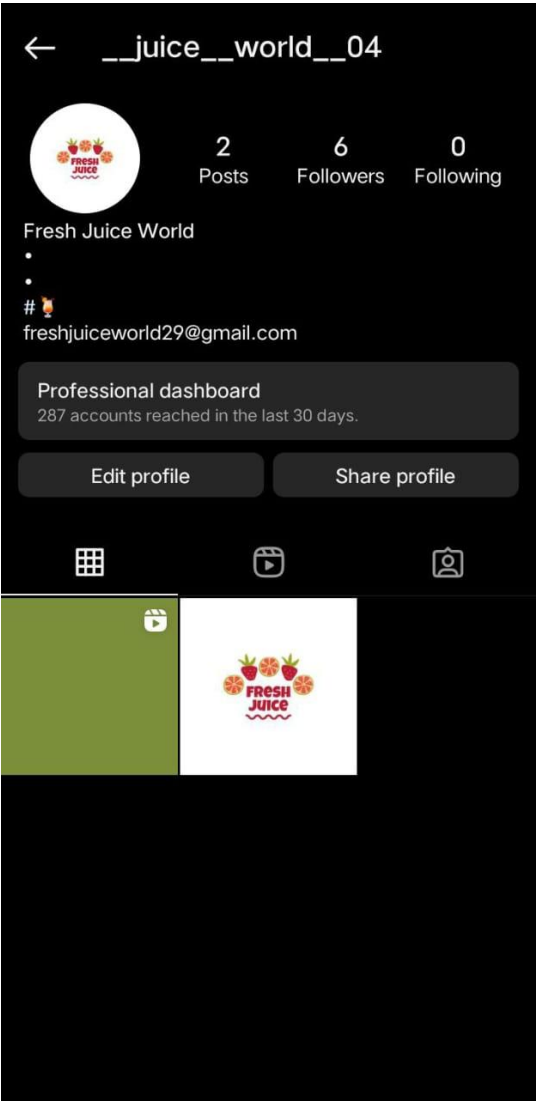 __juice__world__04
FRESH
JUICE
2
Posts
6
Followers
0
Following
Fresh Juice World
•
•
#🍹
freshjuiceworld29@gmail.com
Professional dashboard
287 accounts reached in the last 30 days.
Edit profile
Share profile
FRESH
JUICE